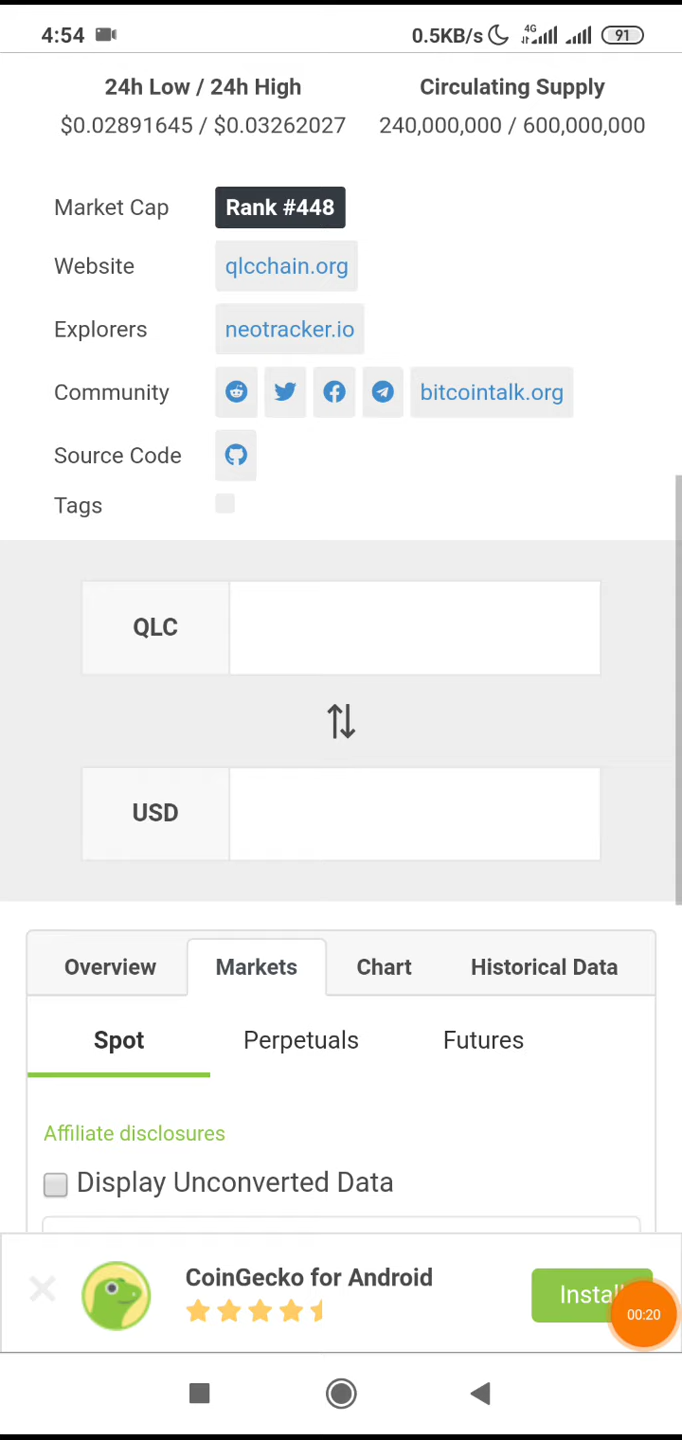 4:54 0.5KB/s 4G 91
24h Low / 24h High Circulating Supply
$0.02891645 / $0.03262027 240,000,000 / 600,000,000
Market Cap Rank #448
Website qlcchain.org
Explorers neotracker.io
Community bitcointalk.org
Source Code
Tags
QLC
USD
Overview Markets Chart Historical Data
Spot Perpetuals Futures
Affiliate disclosures
Display Unconverted Data
CoinGecko for Android
Instal
00:20